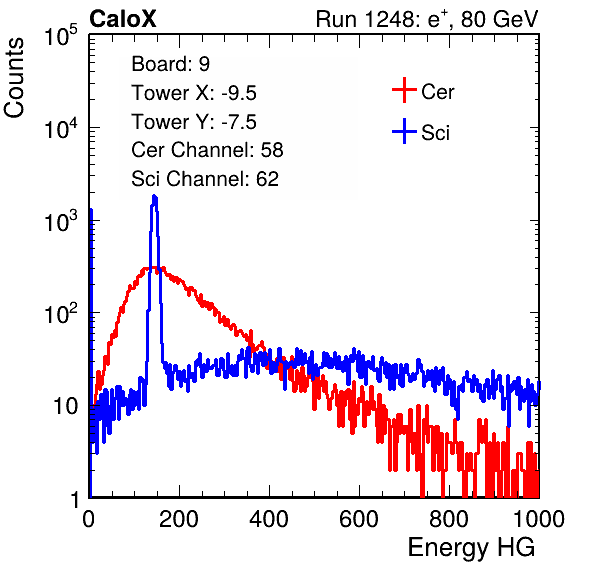 CaloX Run 1248: e⁺, 80 GeV
Counts
10⁵
10⁴
10³
10²
10
1
Board: 9
Tower X: -9.5
Tower Y: -7.5
Cer Channel: 58
Sci Channel: 62
Cer
Sci
0 200 400 600 800 1000
Energy HG